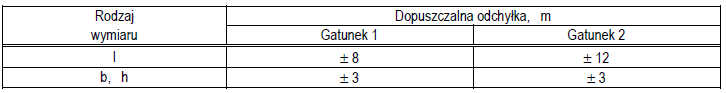 Rodzaj wymiaru Dopuszczalna odchyłka, m
Gatunek 1 Gatunek 2
l ± 8 ± 12
b, h ± 3 ± 3